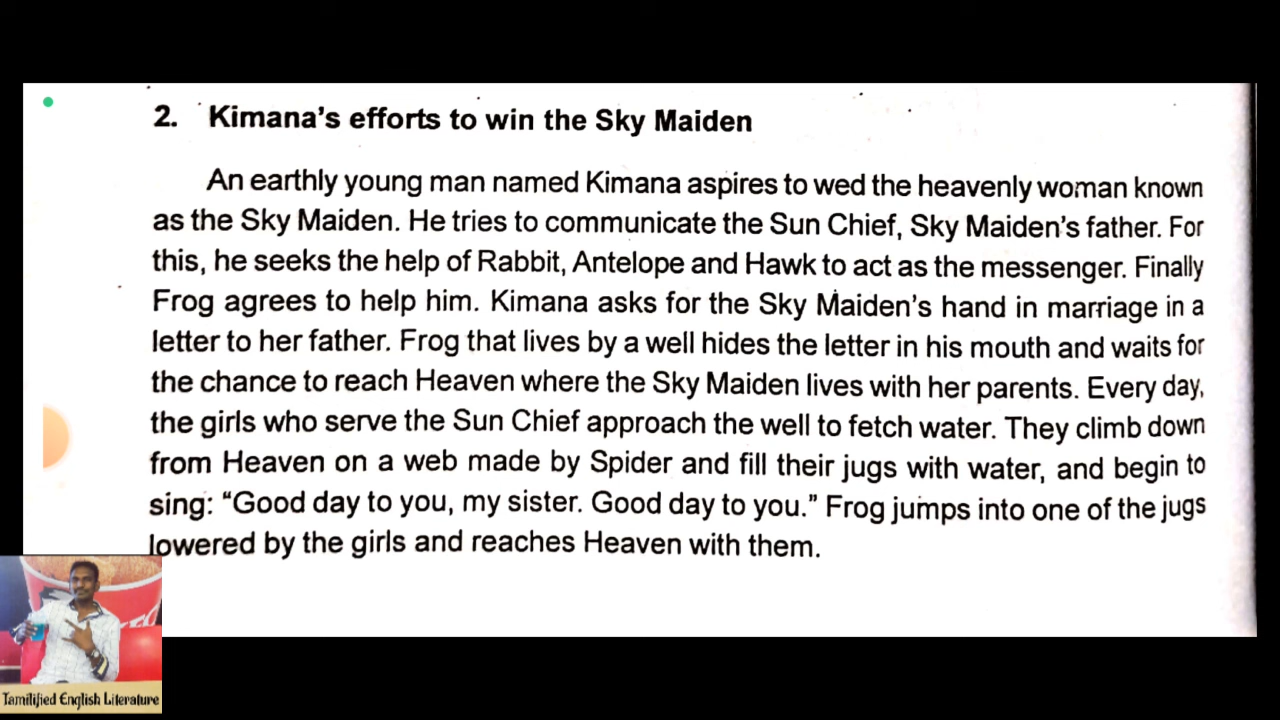 2. Kimana's efforts to win the Sky Maiden
An earthly young man named Kimana aspires to wed the heavenly woman known
as the Sky Maiden. He tries to communicate the Sun Chief, Sky Maiden's father. For
this, he seeks the help of Rabbit, Antelope and Hawk to act as the messenger. Finally
Frog agrees to help him. Kimana asks for the Sky Maiden's hand in marriage in a
letter to her father. Frog that lives by a well hides the letter in his mouth and waits for
the chance to reach Heaven where the Sky Maiden lives with her parents. Every day,
the girls who serve the Sun Chief approach the well to fetch water. They climb down
from Heaven on a web made by Spider and fill their jugs with water, and begin to
sing: “Good day to you, my sister. Good day to you.” Frog jumps into one of the jugs
lowered by the girls and reaches Heaven with them.
Tamilified English Literature